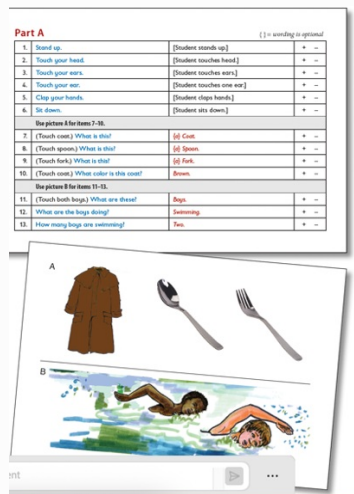 Part A
[ ] = wording is optional
1. Stand up. [Student stands up.] + –
2. Touch your head. [Student touches head.] + –
3. Touch your ears. [Student touches ears.] + –
4. Touch your ear. [Student touches one ear.] + –
5. Clap your hands. [Student claps hands.] + –
6. Sit down. [Student sits down.] + –
Use picture A for items 7–10.
7. (Touch coat.) What is this? (a) Coat. + –
8. (Touch spoon.) What is this? (a) Spoon. + –
9. (Touch fork.) What is this? (a) Fork. + –
10. (Touch coat.) What color is this coat? Brown. + –
Use picture B for items 11–13.
11. (Touch both boys.) What are these? Boys. + –
12. What are the boys doing? Swimming. + –
13. How many boys are swimming? Two. + –
A
B
ent